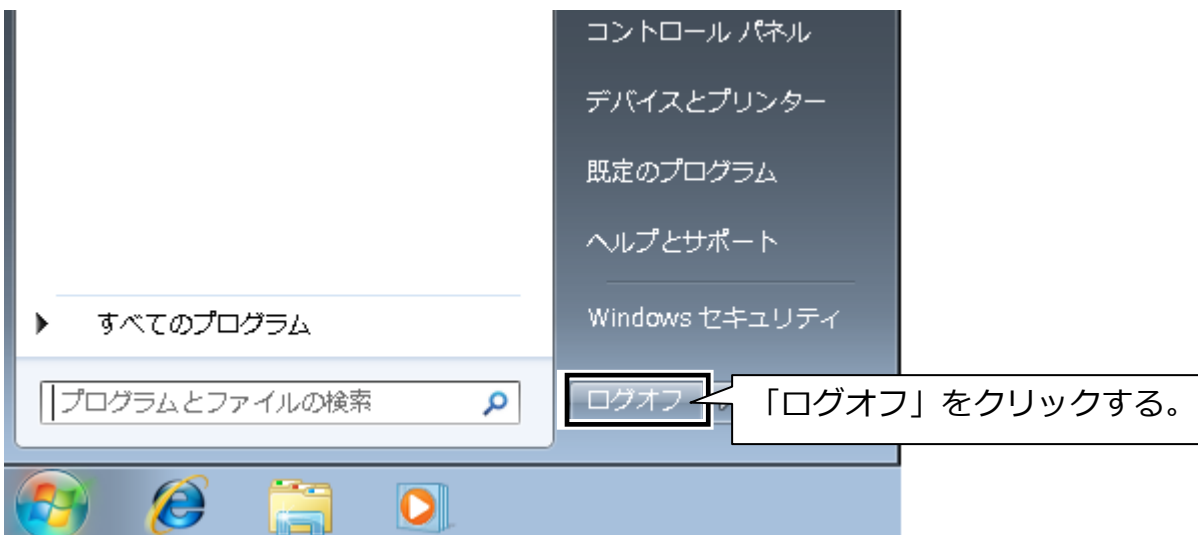 コントロール パネル
デバイスとプリンター
既定のプログラム
ヘルプとサポート
すべてのプログラム
Windows セキュリティ
プログラムとファイルの検索
ログオフ
「ログオフ」をクリックする。